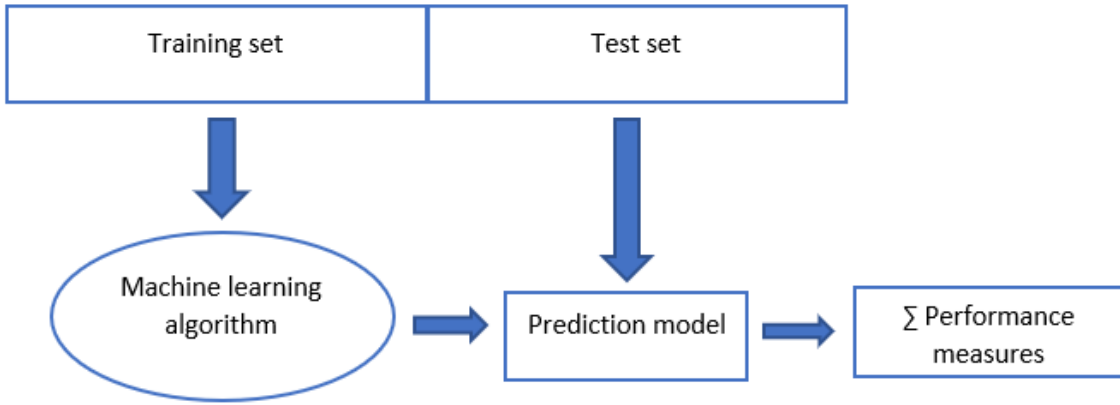 Training set
Test set
Machine learning
algorithm
Prediction model
∑ Performance
measures